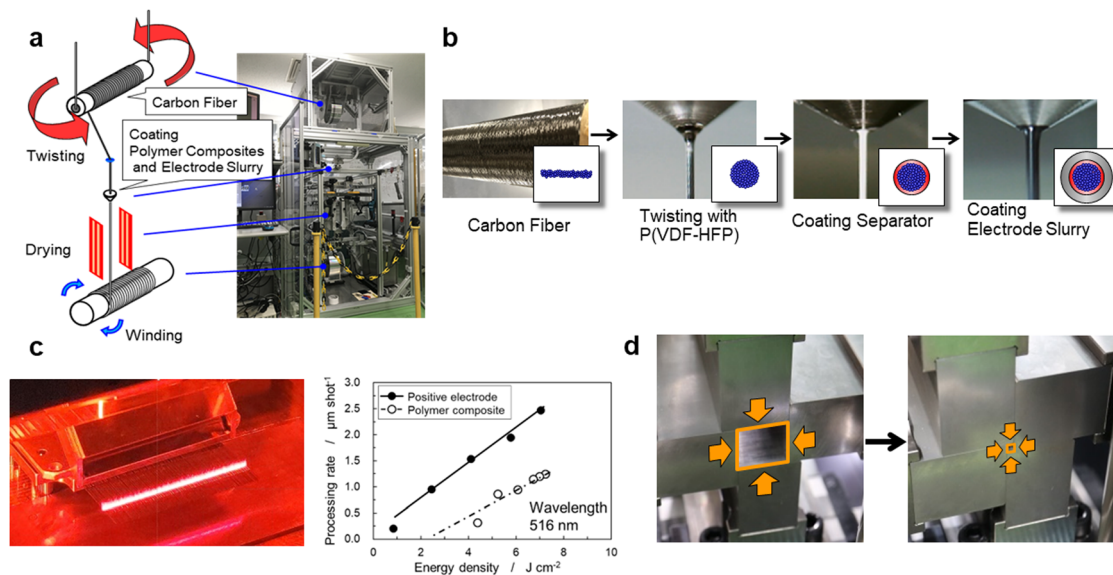 a
Carbon Fiber
Coating
Polymer Composites
and Electrode Slurry
Twisting
Drying
Winding
b
Carbon Fiber
Twisting with
P(VDF-HFP)
Coating Separator
Coating
Electrode Slurry
c
Processing rate / μm shot⁻¹
3.0
2.5
2.0
1.5
1.0
0.5
0.0
Positive electrode
Polymer composite
Wavelength
516 nm
0 2 4 6 8 10
Energy density / J cm⁻²
d